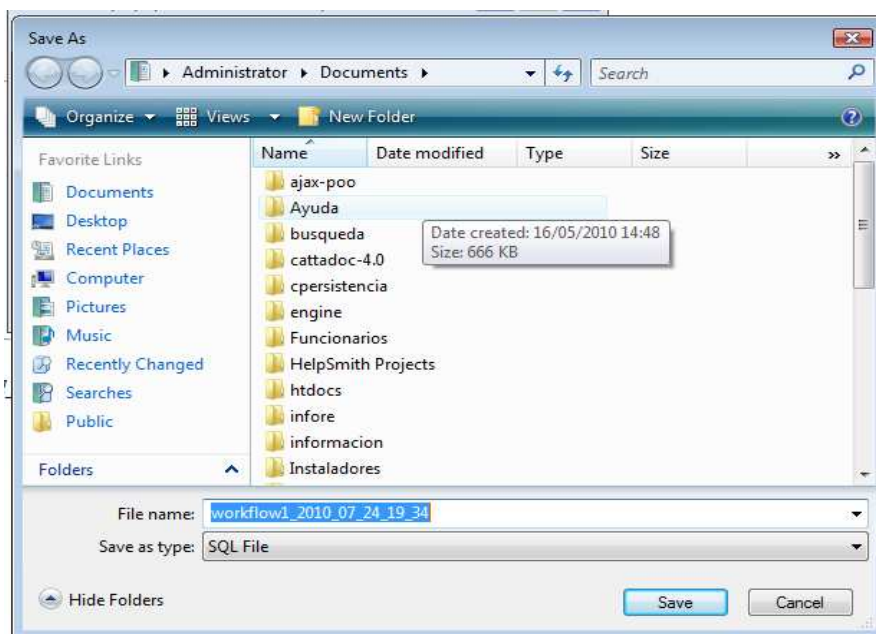 Save As
Administrator Documents Search
Organize Views New Folder
Favorite Links
Documents
Desktop
Recent Places
Computer
Pictures
Music
Recently Changed
Searches
Public
Folders
Name Date modified Type Size »
ajax-poo
Ayuda
busqueda
cattadoc-4.0
cpersistencia
engine
Funcionarios
HelpSmith Projects
htdocs
infore
informacion
Instaladores
Date created: 16/05/2010 14:48
Size: 666 KB
File name: workflow1_2010_07_24_19_34
Save as type: SQL File
Hide Folders Save Cancel